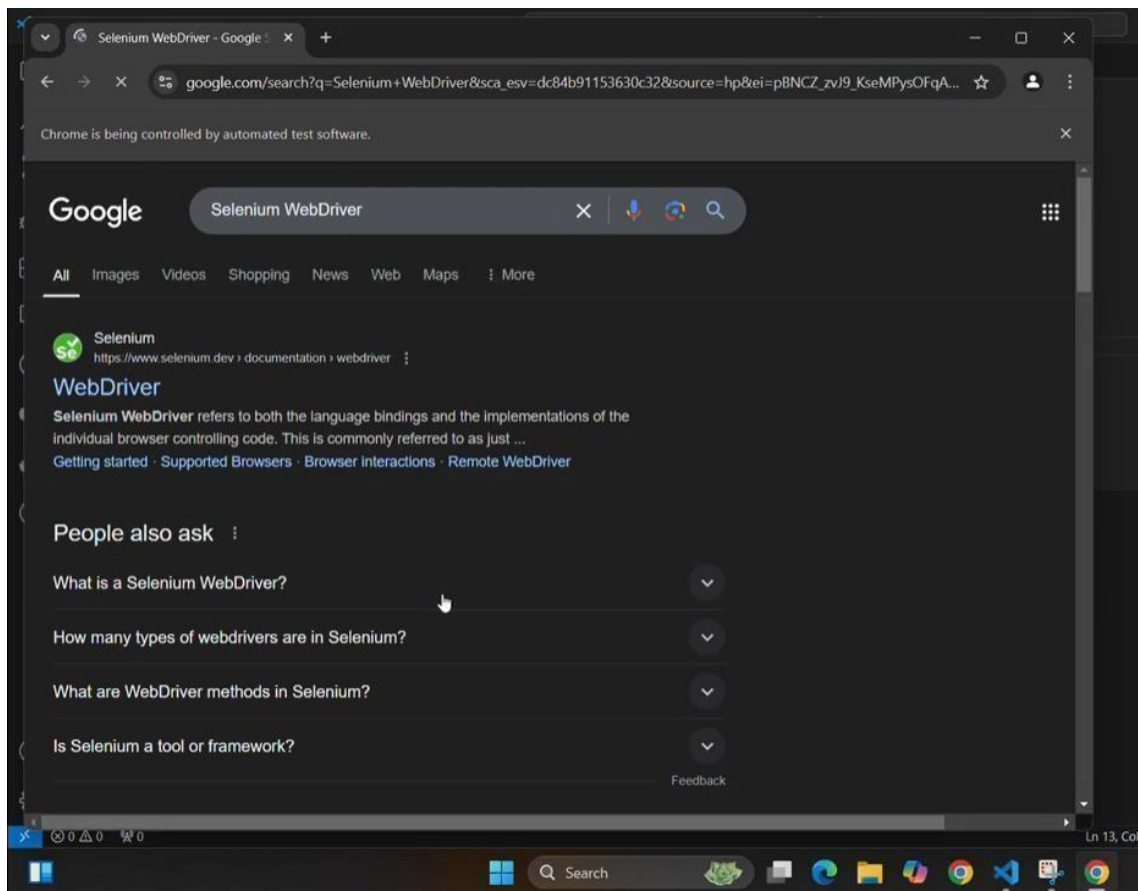 Selenium WebDriver - Google S
google.com/search?q=Selenium+WebDriver&sca_esv=dc84b91153630c32&source=hp&ei=pBNCZ_zvJ9_KseMPysOFqA...
Chrome is being controlled by automated test software.
Google
Selenium WebDriver
All Images Videos Shopping News Web Maps More
Selenium
https://www.selenium.dev › documentation › webdriver
WebDriver
Selenium WebDriver refers to both the language bindings and the implementations of the
individual browser controlling code. This is commonly referred to as just ...
Getting started · Supported Browsers · Browser interactions · Remote WebDriver
People also ask
What is a Selenium WebDriver?
How many types of webdrivers are in Selenium?
What are WebDriver methods in Selenium?
Is Selenium a tool or framework?
Feedback
0 0 0
Ln 13, Col
Search